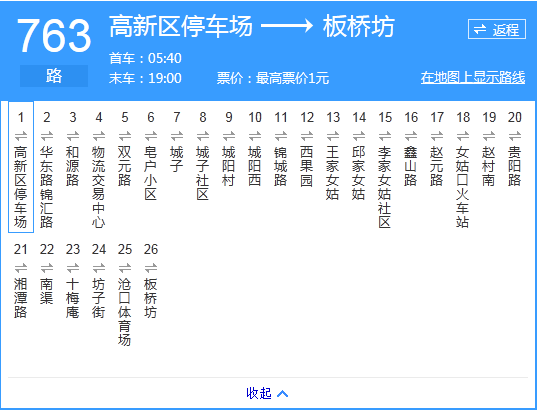 763
路
高新区停车场 → 板桥坊
返程
首车：05:40
末车：19:00 票价：最高票价1元
在地图上显示路线
1 2 3 4 5 6 7 8 9 10 11 12 13 14 15 16 17 18 19 20
高新区停车场
华东路锦汇路
和源路
物流交易中心
双元路
皂户小区
城子
城子社区
城阳村
城阳西
锦城路
西果园
王家女姑
邱家女姑
李家女姑社区
鑫山路
赵元路
女姑口火车站
赵村南
贵阳路
21 22 23 24 25 26
湘潭路
南渠
十梅庵
坊子街
沧口体育场
板桥坊
收起